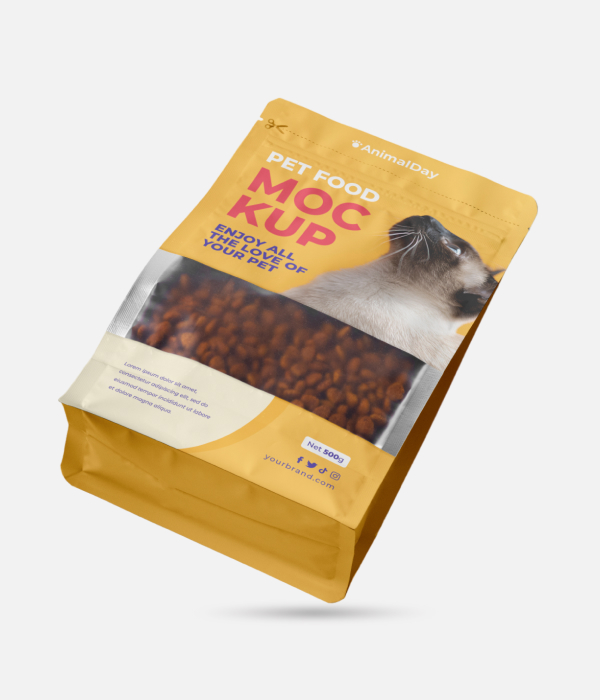 AnimalDay
PET FOOD
MOC
KUP
ENJOY ALL
THE LOVE OF
YOUR PET
Lorem ipsum dolor sit amet,
consectetur adipiscing elit, sed do
eiusmod tempor incididunt ut labore
et dolore magna aliqua.
Net 500g
yourbrand.com